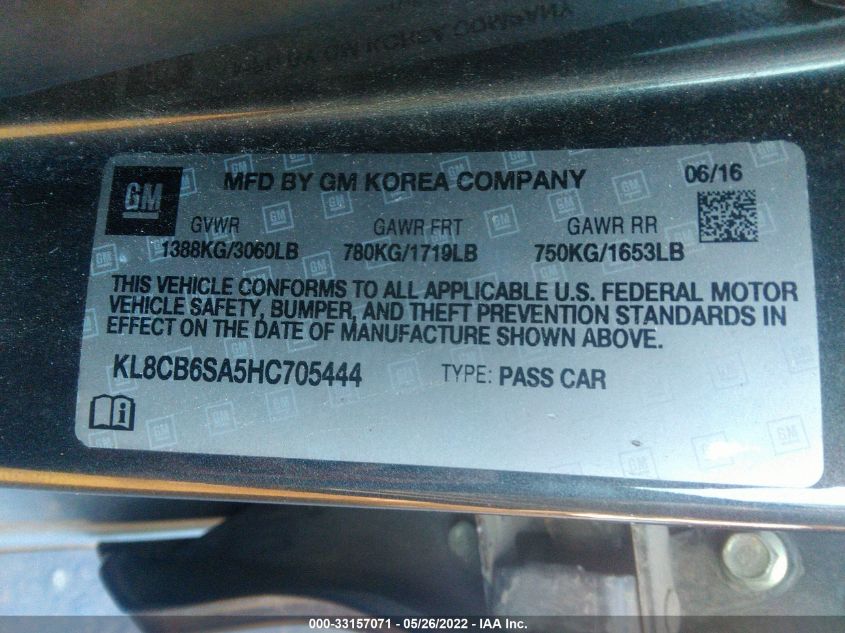 MFD BY GM KOREA COMPANY 06/16
GM
GVWR GAWR FRT GAWR RR
1388KG/3060LB 780KG/1719LB 750KG/1653LB
THIS VEHICLE CONFORMS TO ALL APPLICABLE U.S. FEDERAL MOTOR
VEHICLE SAFETY, BUMPER, AND THEFT PREVENTION STANDARDS IN
EFFECT ON THE DATE OF MANUFACTURE SHOWN ABOVE.
KL8CB6SA5HC705444 TYPE: PASS CAR
000-33157071 - 05/26/2022 - IAA Inc.